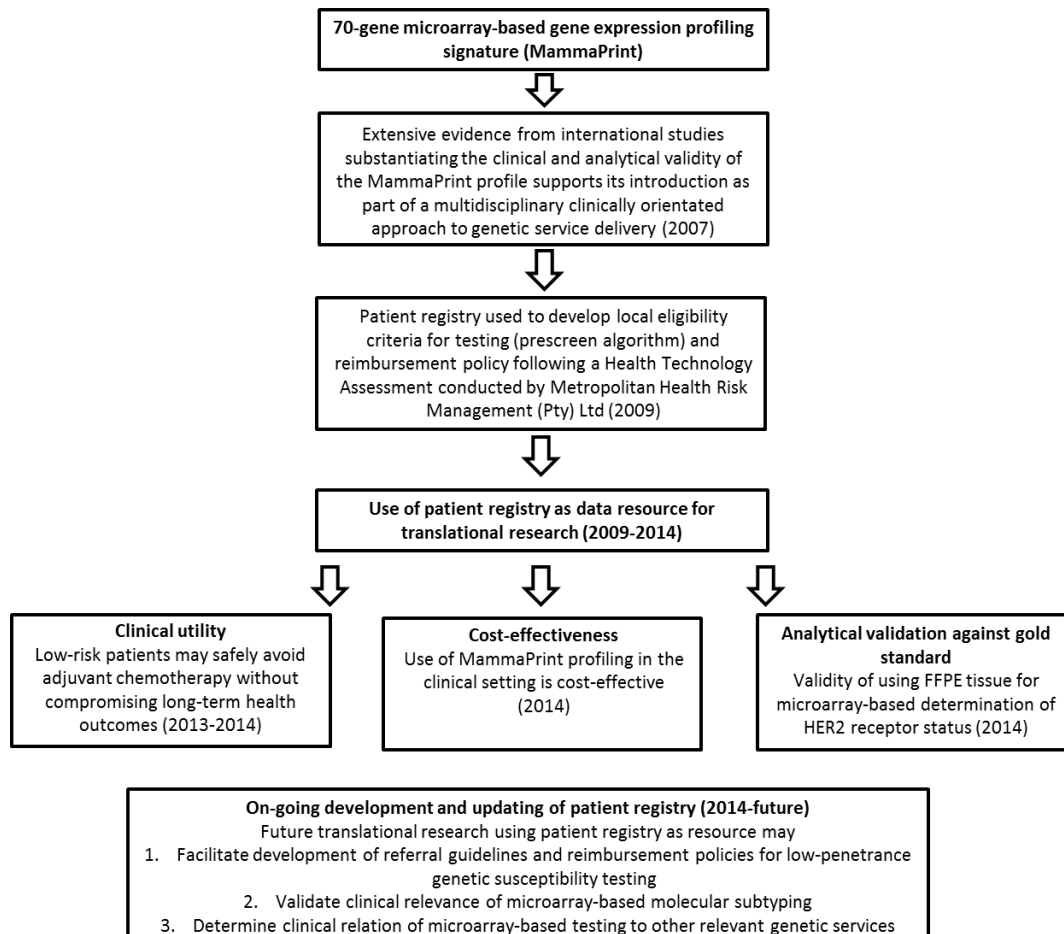 70-gene microarray-based gene expression profiling
signature (MammaPrint)
Extensive evidence from international studies
substantiating the clinical and analytical validity of
the MammaPrint profile supports its introduction as
part of a multidisciplinary clinically orientated
approach to genetic service delivery (2007)
Patient registry used to develop local eligibility
criteria for testing (prescreen algorithm) and
reimbursement policy following a Health Technology
Assessment conducted by Metropolitan Health Risk
Management (Pty) Ltd (2009)
Use of patient registry as data resource for
translational research (2009-2014)
Clinical utility
Low-risk patients may safely avoid
adjuvant chemotherapy without
compromising long-term health
outcomes (2013-2014)
Cost-effectiveness
Use of MammaPrint profiling in the
clinical setting is cost-effective
(2014)
Analytical validation against gold
standard
Validity of using FFPE tissue for
microarray-based determination of
HER2 receptor status (2014)
On-going development and updating of patient registry (2014-future)
Future translational research using patient registry as resource may
1. Facilitate development of referral guidelines and reimbursement policies for low-penetrance
genetic susceptibility testing
2. Validate clinical relevance of microarray-based molecular subtyping
3. Determine clinical relation of microarray-based testing to other relevant genetic services